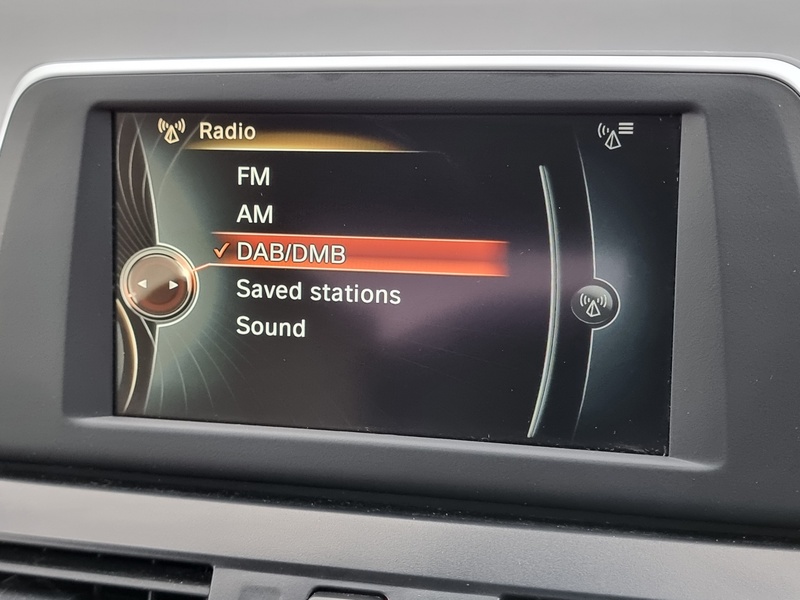 Radio
FM
AM
✓ DAB/DMB
Saved stations
Sound